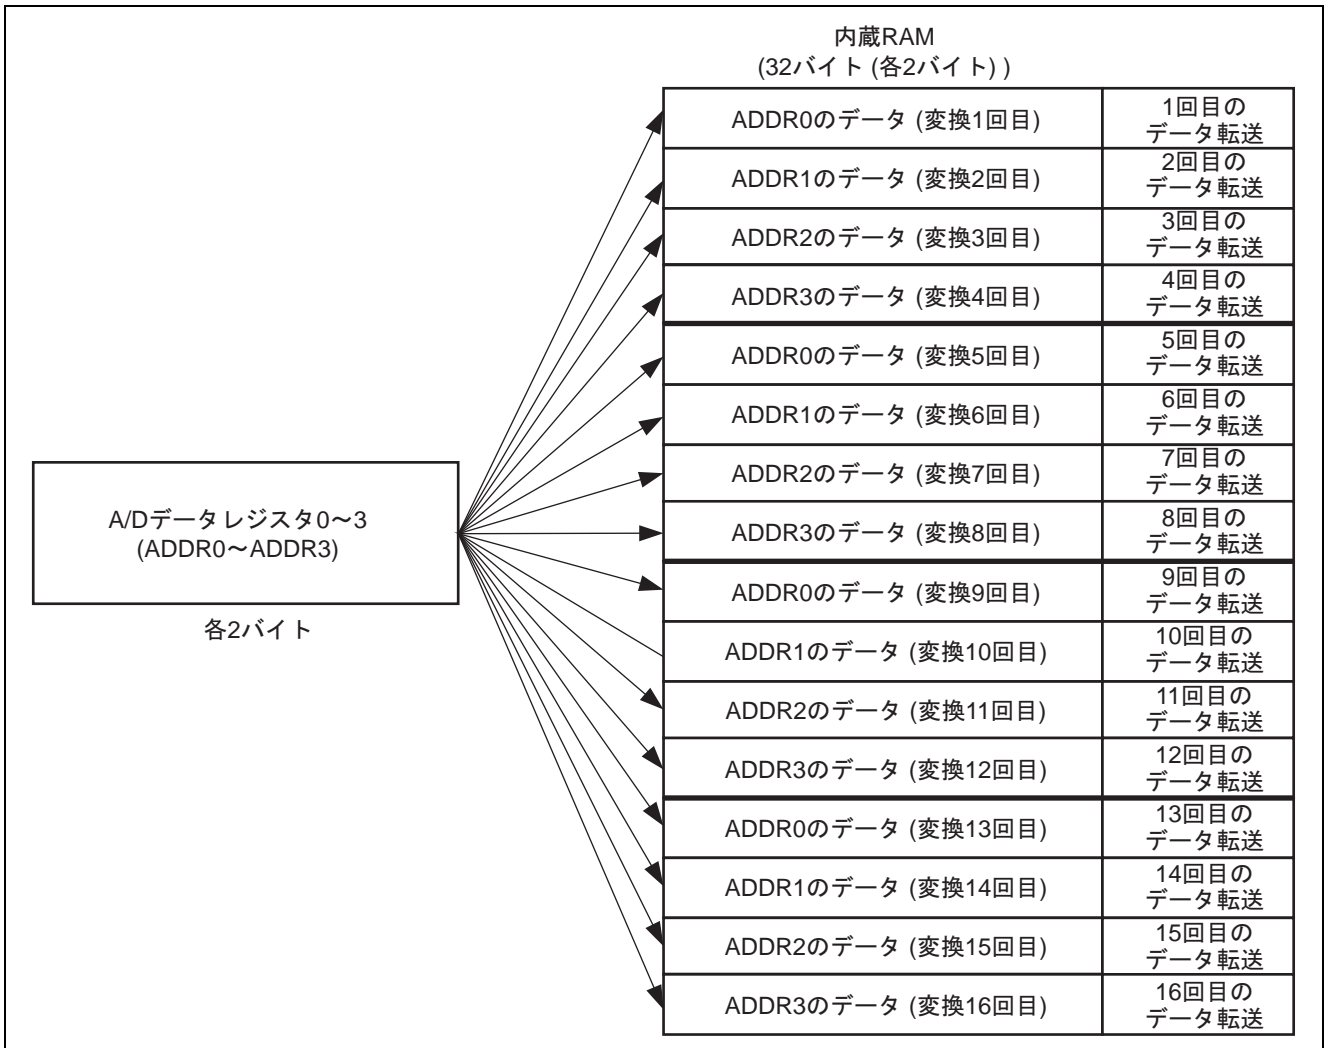 内蔵RAM
(32バイト (各2バイト) )
ADDR0のデータ (変換1回目)
1回目の
データ転送
ADDR1のデータ (変換2回目)
2回目の
データ転送
ADDR2のデータ (変換3回目)
3回目の
データ転送
ADDR3のデータ (変換4回目)
4回目の
データ転送
ADDR0のデータ (変換5回目)
5回目の
データ転送
ADDR1のデータ (変換6回目)
6回目の
データ転送
ADDR2のデータ (変換7回目)
7回目の
データ転送
ADDR3のデータ (変換8回目)
8回目の
データ転送
ADDR0のデータ (変換9回目)
9回目の
データ転送
ADDR1のデータ (変換10回目)
10回目の
データ転送
ADDR2のデータ (変換11回目)
11回目の
データ転送
ADDR3のデータ (変換12回目)
12回目の
データ転送
ADDR0のデータ (変換13回目)
13回目の
データ転送
ADDR1のデータ (変換14回目)
14回目の
データ転送
ADDR2のデータ (変換15回目)
15回目の
データ転送
ADDR3のデータ (変換16回目)
16回目の
データ転送
A/Dデータレジスタ0～3
(ADDR0～ADDR3)
各2バイト